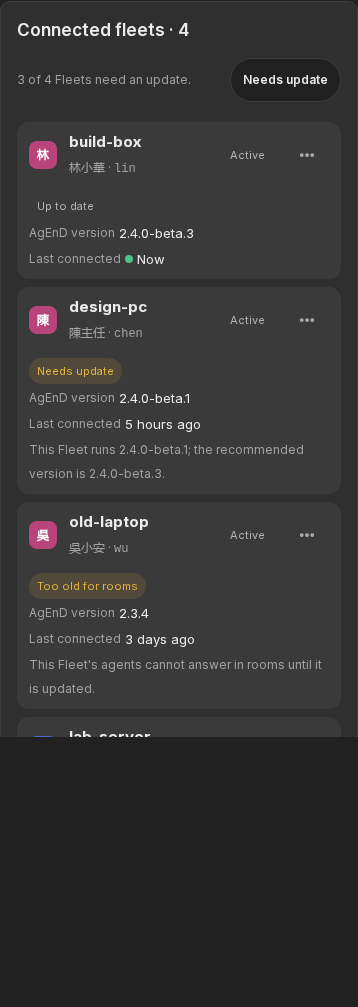 Connected fleets · 4
3 of 4 Fleets need an update.
Needs update
林
build-box
林小華 · lin
Active
•••
Up to date
AgEnD version 2.4.0-beta.3
Last connected Now
陳
design-pc
陳主任 · chen
Active
•••
Needs update
AgEnD version 2.4.0-beta.1
Last connected 5 hours ago
This Fleet runs 2.4.0-beta.1; the recommended
version is 2.4.0-beta.3.
吳
old-laptop
吳小安 · wu
Active
•••
Too old for rooms
AgEnD version 2.3.4
Last connected 3 days ago
This Fleet's agents cannot answer in rooms until it
is updated.
lab-server